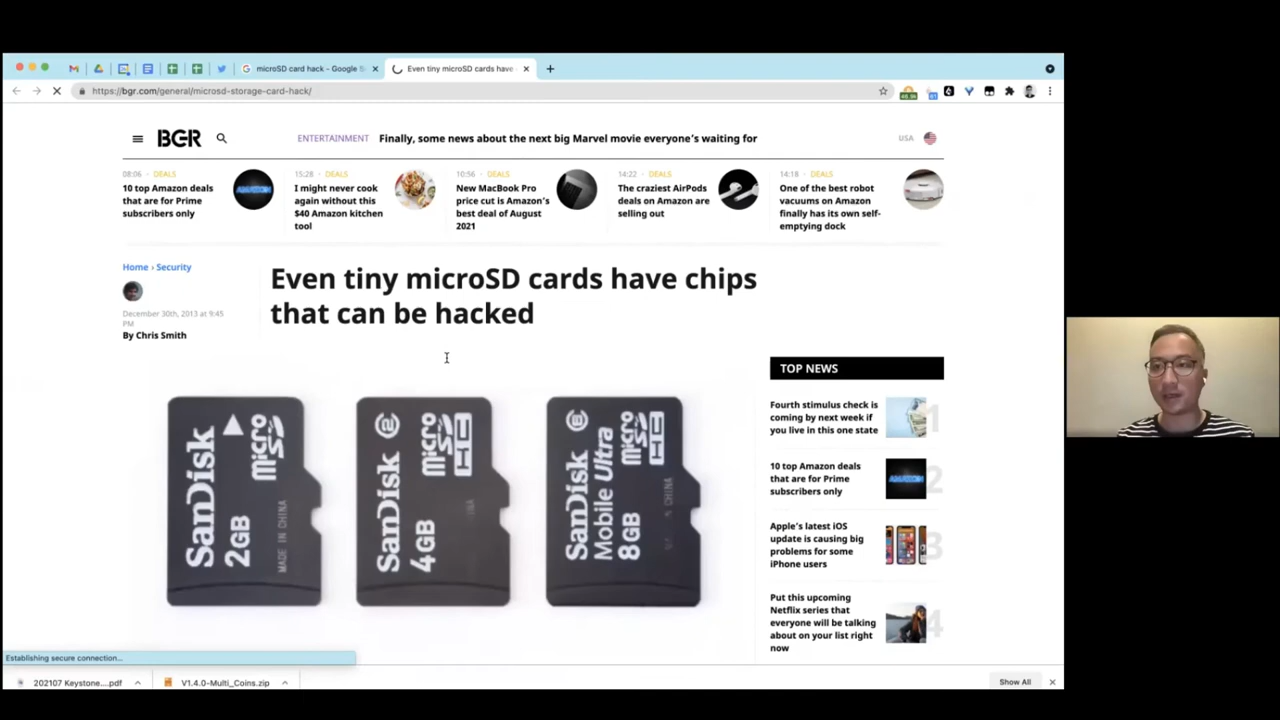 microSD card hack - Google S
Even tiny microSD cards have
https://bgr.com/general/microsd-storage-card-hack/
BGR
ENTERTAINMENT Finally, some news about the next big Marvel movie everyone's waiting for
USA
08:06 · DEALS
10 top Amazon deals
that are for Prime
subscribers only
AMAZON
15:28 · DEALS
I might never cook
again without this
$40 Amazon kitchen
tool
10:56 · DEALS
New MacBook Pro
price cut is Amazon's
best deal of August
2021
14:22 · DEALS
The craziest AirPods
deals on Amazon are
selling out
14:18 · DEALS
One of the best robot
vacuums on Amazon
finally has its own self-
emptying dock
Home › Security
December 30th, 2013 at 9:45
PM
By Chris Smith
Even tiny microSD cards have chips
that can be hacked
SanDisk
2GB
micro
SD
MADE IN CHINA
SanDisk
4GB
micro
SD
HC
SanDisk
Mobile Ultra
8GB
micro
SD
HC
CHINA
TOP NEWS
Fourth stimulus check is
coming by next week if
you live in this one state
1
10 top Amazon deals
that are for Prime
subscribers only
AMAZON
2
Apple's latest iOS
update is causing big
problems for some
iPhone users
3
Put this upcoming
Netflix series that
everyone will be talking
about on your list right
now
4
Establishing secure connection...
202107 Keystone....pdf
V1.4.0-Multi_Coins.zip
Show All